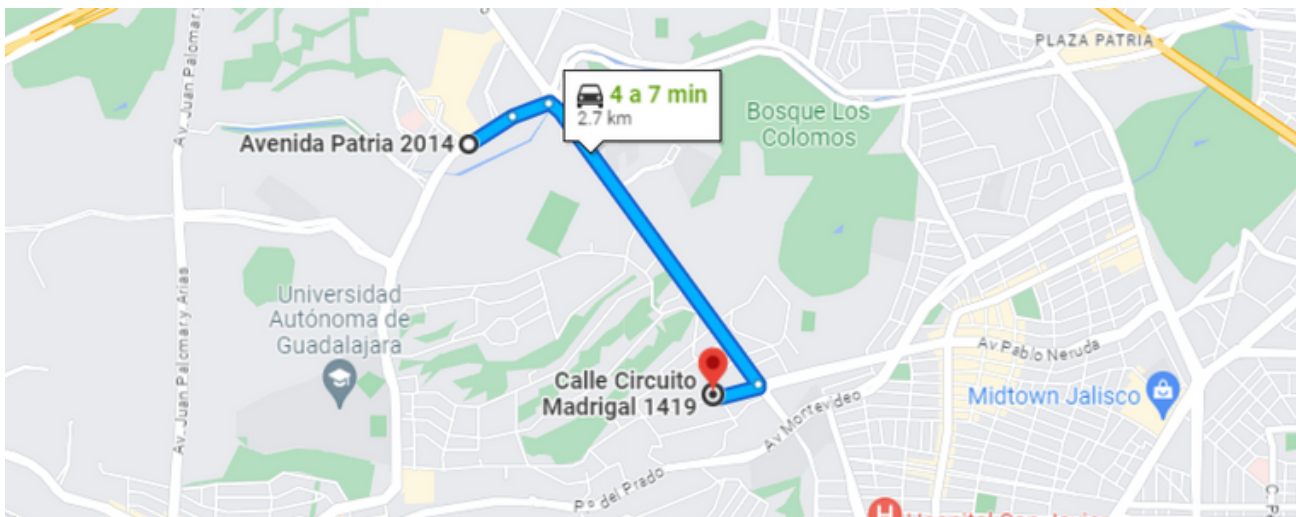 Av. Juan Palomar y
PLAZA PATRIA
4 a 7 min
2.7 km
Bosque Los
Colomos
Avenida Patria 2014
Universidad
Autónoma de
Guadalajara
Av. Juan Palomar y Arias
Av Pablo Neruda
Calle Circuito
Madrigal 1419
Midtown Jalisco
Av Montevideo
P.º del Prado
H